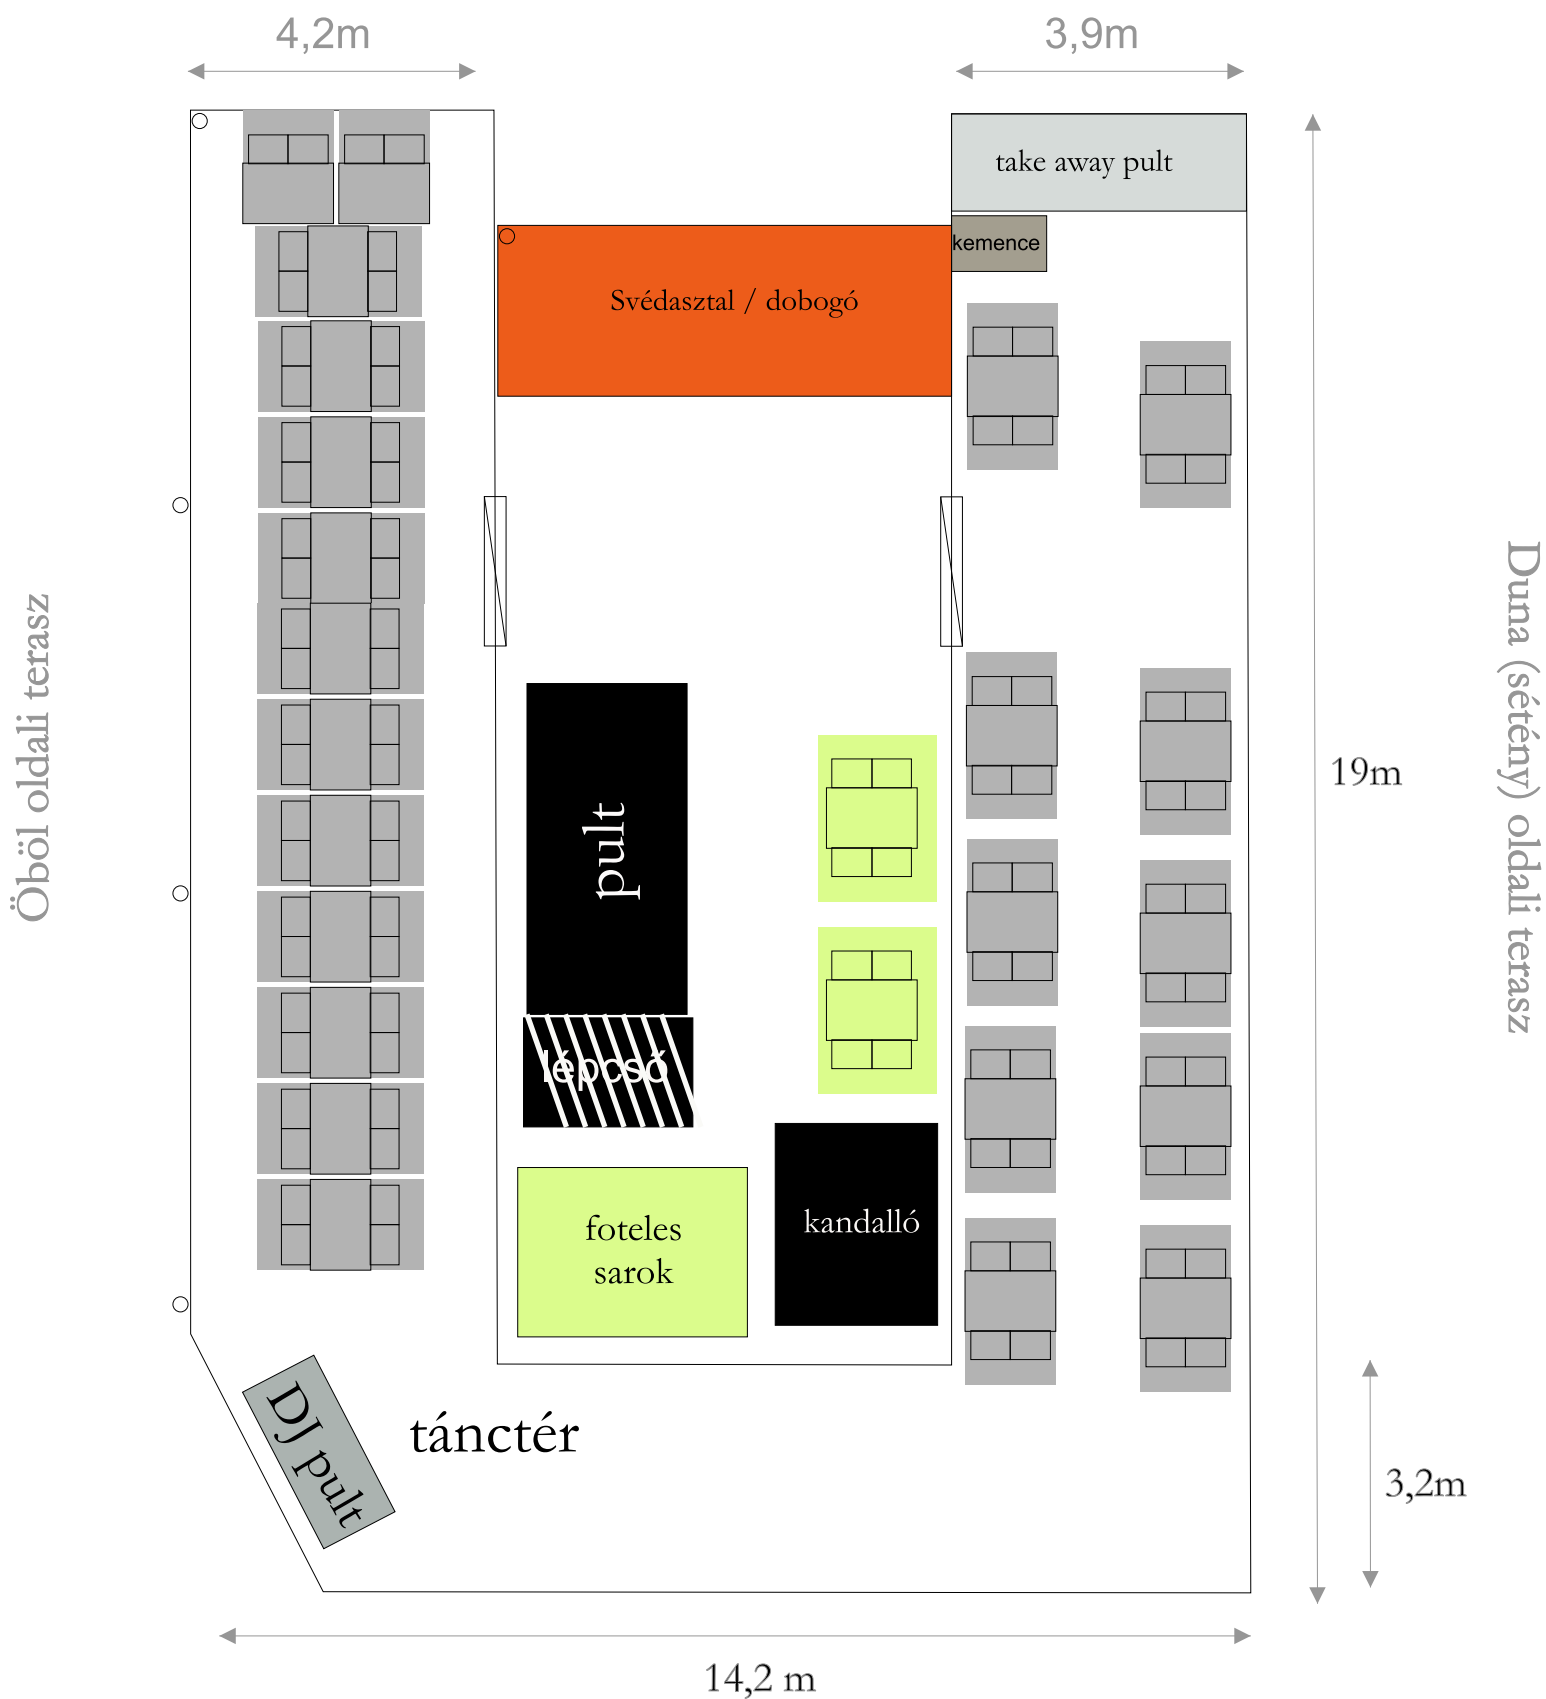 4,2m
3,9m
take away pult
kemence
Svédasztal / dobogó
Öböl oldali terasz
Duna (sétény) oldali terasz
19m
pult
lépcső
foteles
sarok
kandalló
DJ pult
tánctér
3,2m
14,2 m